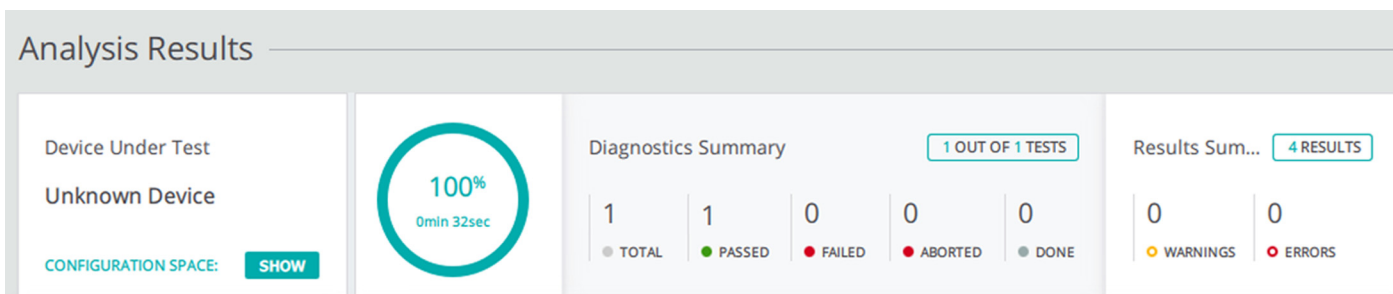 Analysis Results
Device Under Test
Unknown Device
CONFIGURATION SPACE: SHOW
100%
0min 32sec
Diagnostics Summary 1 OUT OF 1 TESTS
1 1 0 0 0
TOTAL PASSED FAILED ABORTED DONE
Results Sum... 4 RESULTS
0 0
WARNINGS ERRORS